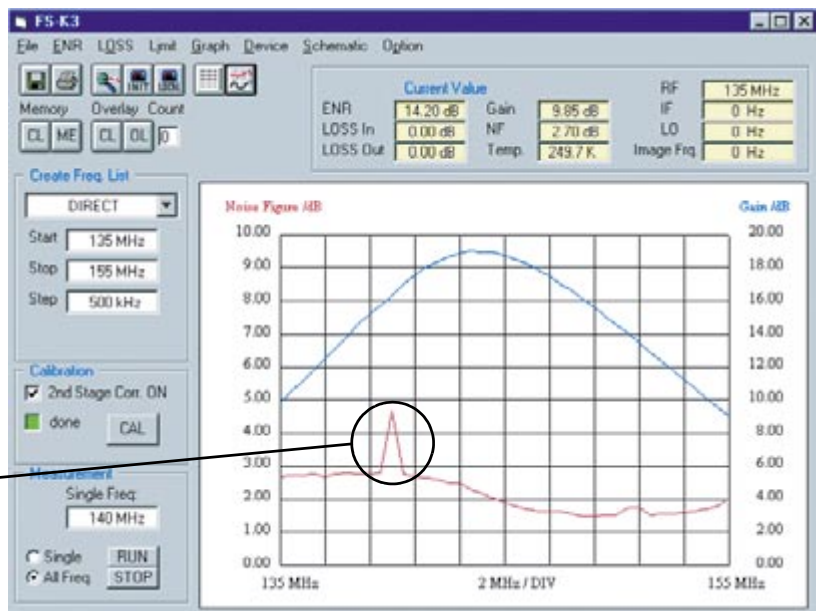 FS-K3
File ENR LOSS Limit Graph Device Schematic Option
INIT LOCAL
Memory Overlay Count
CL ME CL OL 0
Current Value
ENR 14.20 dB Gain 9.85 dB RF 135 MHz
LOSS In 0.00 dB NF 2.70 dB IF 0 Hz
LOSS Out 0.00 dB Temp. 249.7 K LO 0 Hz
Image Frq. 0 Hz
Create Freq. List
DIRECT
Start 135 MHz
Stop 155 MHz
Step 500 kHz
Calibration
2nd Stage Corr. ON
done CAL
Measurement
Single Freq:
140 MHz
Single RUN
All Freq. STOP
Noise Figure /dB Gain /dB
10.00 20.00
9.00 18.00
8.00 16.00
7.00 14.00
6.00 12.00
5.00 10.00
4.00 8.00
3.00 6.00
2.00 4.00
1.00 2.00
0.00 0.00
135 MHz 2 MHz / DIV 155 MHz